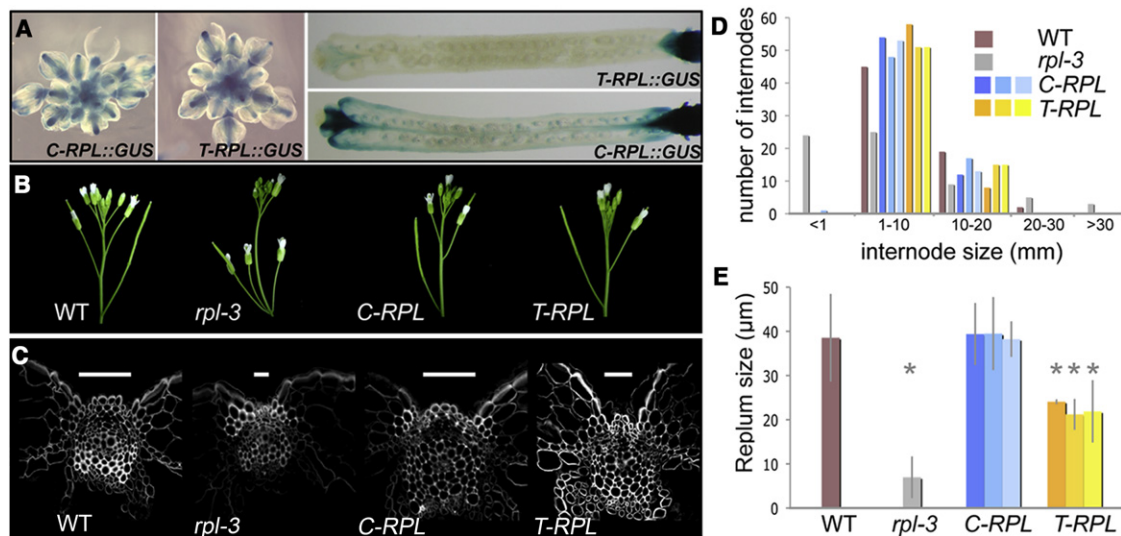 A
C-RPL::GUS
T-RPL::GUS
T-RPL::GUS
C-RPL::GUS
B
WT
rpl-3
C-RPL
T-RPL
C
WT
rpl-3
C-RPL
T-RPL
D
number of internodes
60
50
40
30
20
10
0
<1
1-10
10-20
20-30
>30
internode size (mm)
WT
rpl-3
C-RPL
T-RPL
E
Replum size (µm)
60
50
40
30
20
10
0
*
* * *
WT
rpl-3
C-RPL
T-RPL